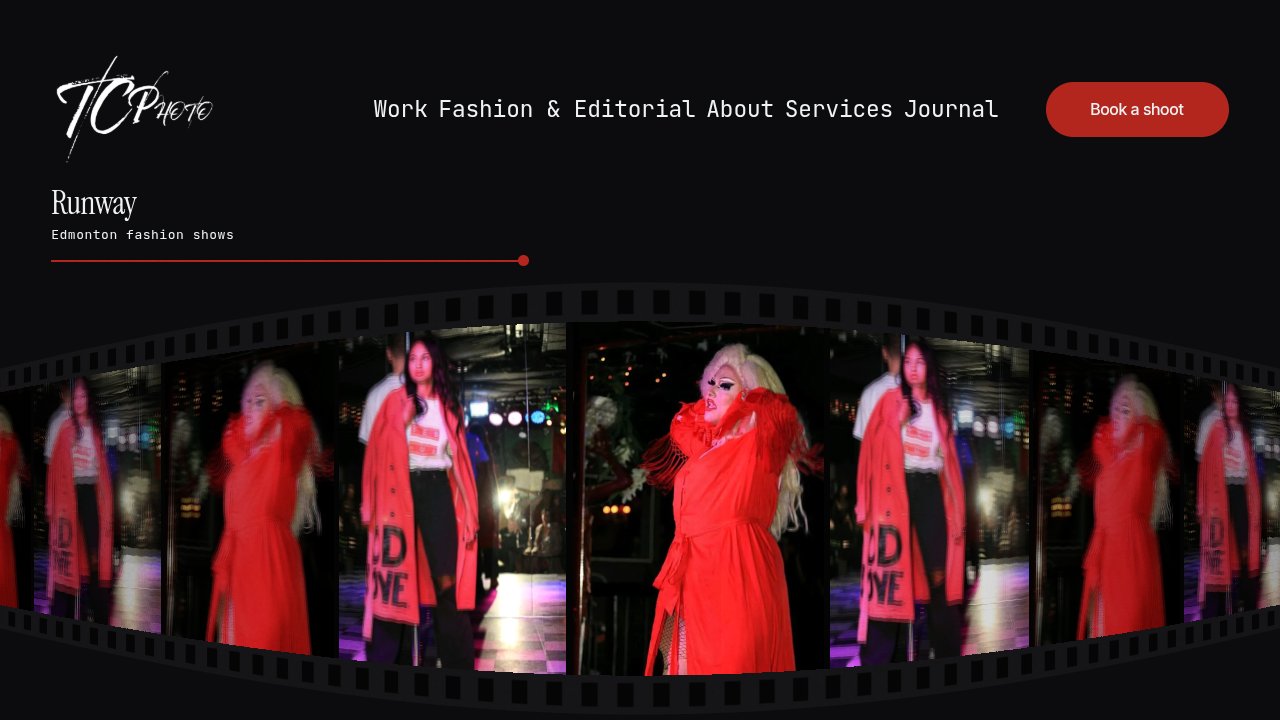 TCPHOTO
Work Fashion & Editorial About Services Journal
Book a shoot
Runway
Edmonton fashion shows